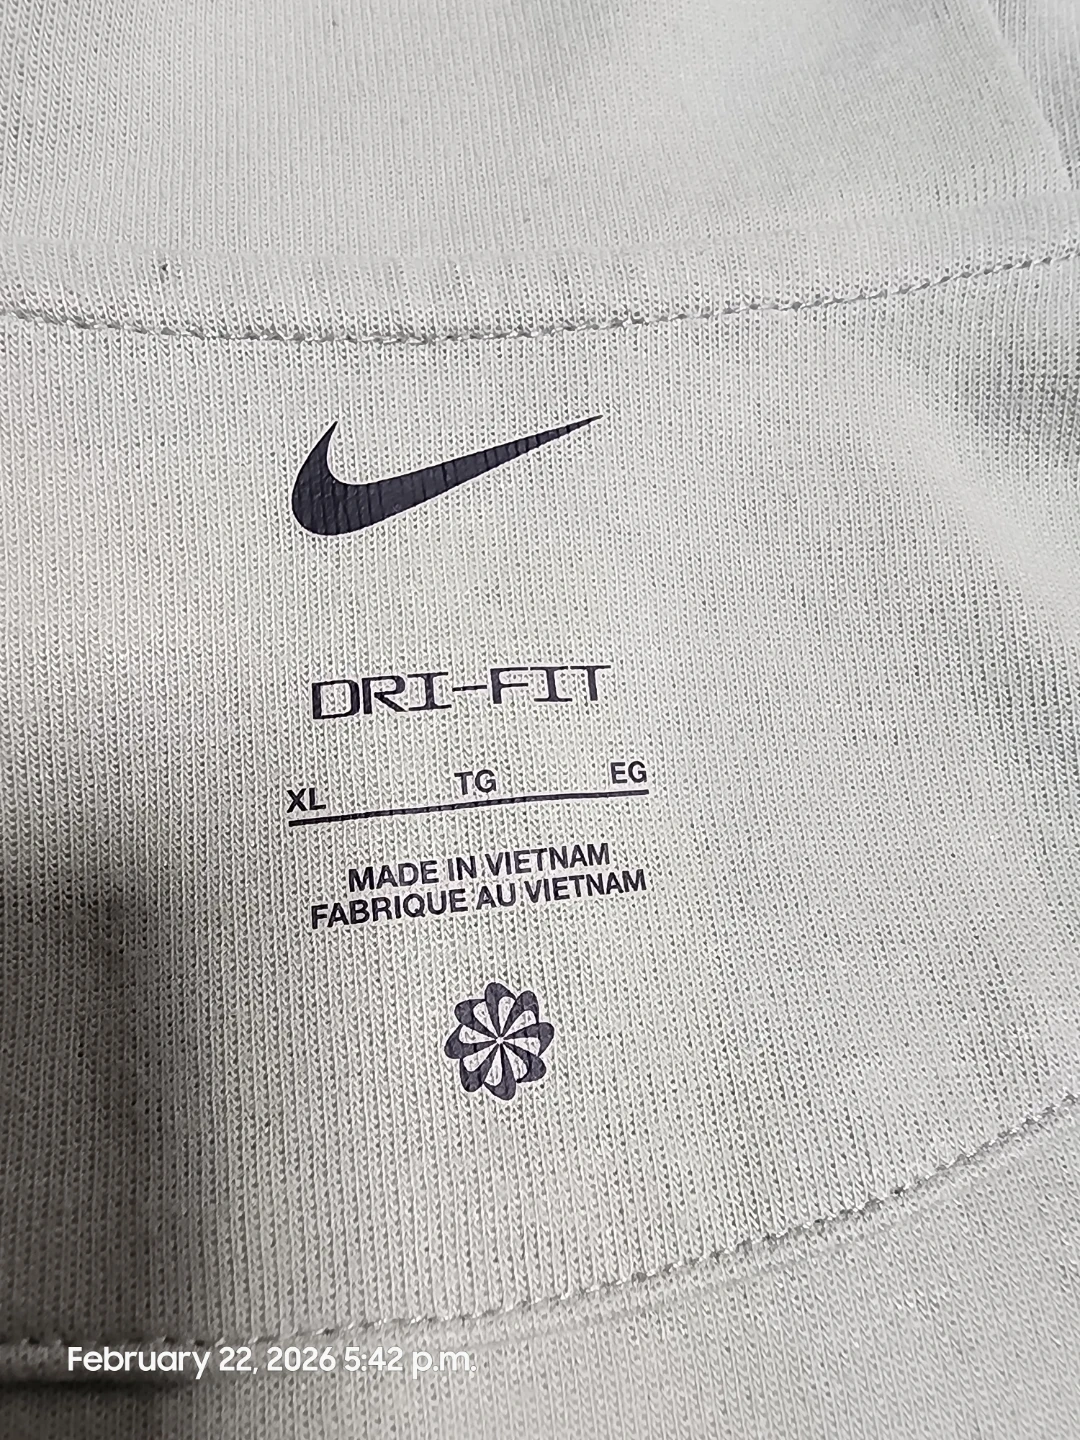 DRI-FIT
XL TG EG
MADE IN VIETNAM
FABRIQUE AU VIETNAM
February 22, 2026 5:42 p.m.